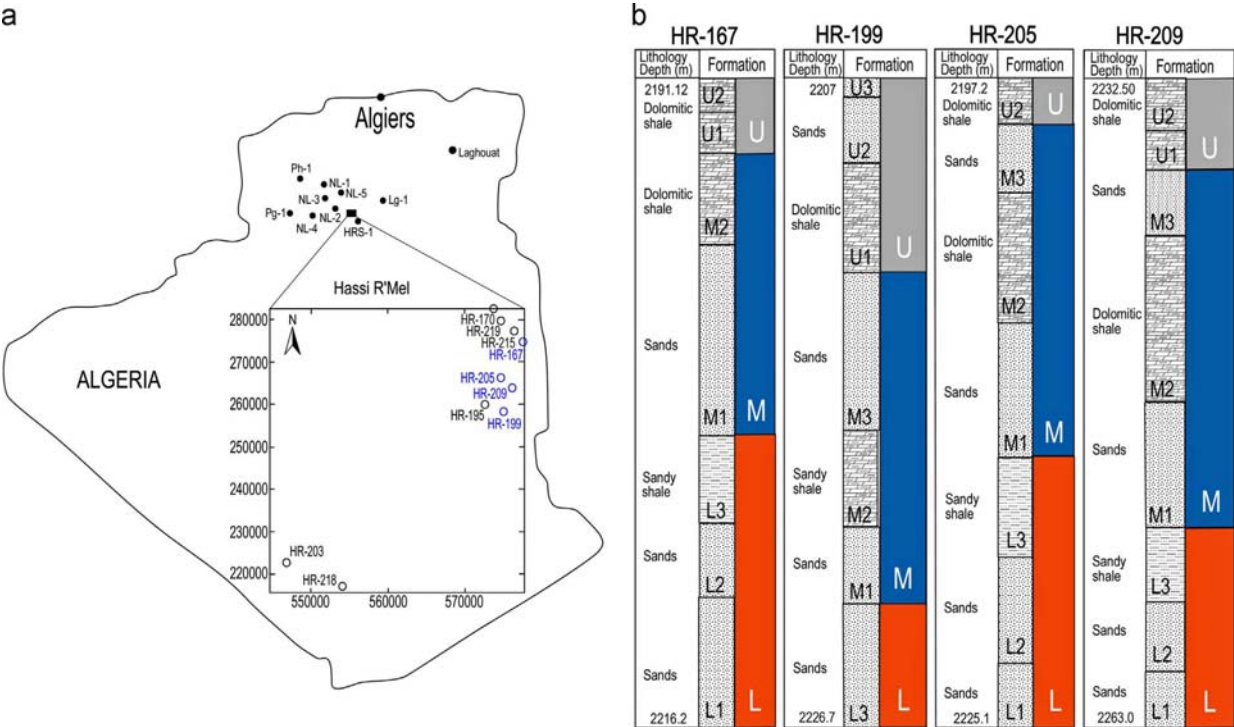 a
Algiers
Laghouat
Ph-1
NL-1
NL-3
NL-5
Lg-1
Pg-1
NL-2
NL-4
HRS-1
Hassi R'Mel
ALGERIA
N
280000
270000
260000
250000
240000
230000
220000
550000
560000
570000
HR-170
HR-219
HR-215
HR-167
HR-205
HR-209
HR-195
HR-199
HR-203
HR-218
b
HR-167
Lithology
Depth (m)
Formation
2191.12
Dolomitic
shale
U2
U1
U
Dolomitic
shale
M2
Sands
M1
M
Sandy
shale
L3
Sands
L2
Sands
L1
L
2216.2
HR-199
Lithology
Depth (m)
Formation
2207
U3
Sands
U2
Dolomitic
shale
U1
U
Sands
M3
Sandy
shale
M2
Sands
M1
M
Sands
L3
L
2226.7
HR-205
Lithology
Depth (m)
Formation
2197.2
Dolomitic
shale
U2
U
Sands
M3
Dolomitic
shale
M2
Sands
M1
M
Sandy
shale
L3
Sands
L2
Sands
L1
L
2225.1
HR-209
Lithology
Depth (m)
Formation
2232.50
Dolomitic
shale
U2
U1
U
Sands
M3
Dolomitic
shale
M2
Sands
M1
M
Sandy
shale
L3
Sands
L2
Sands
L1
L
2263.0